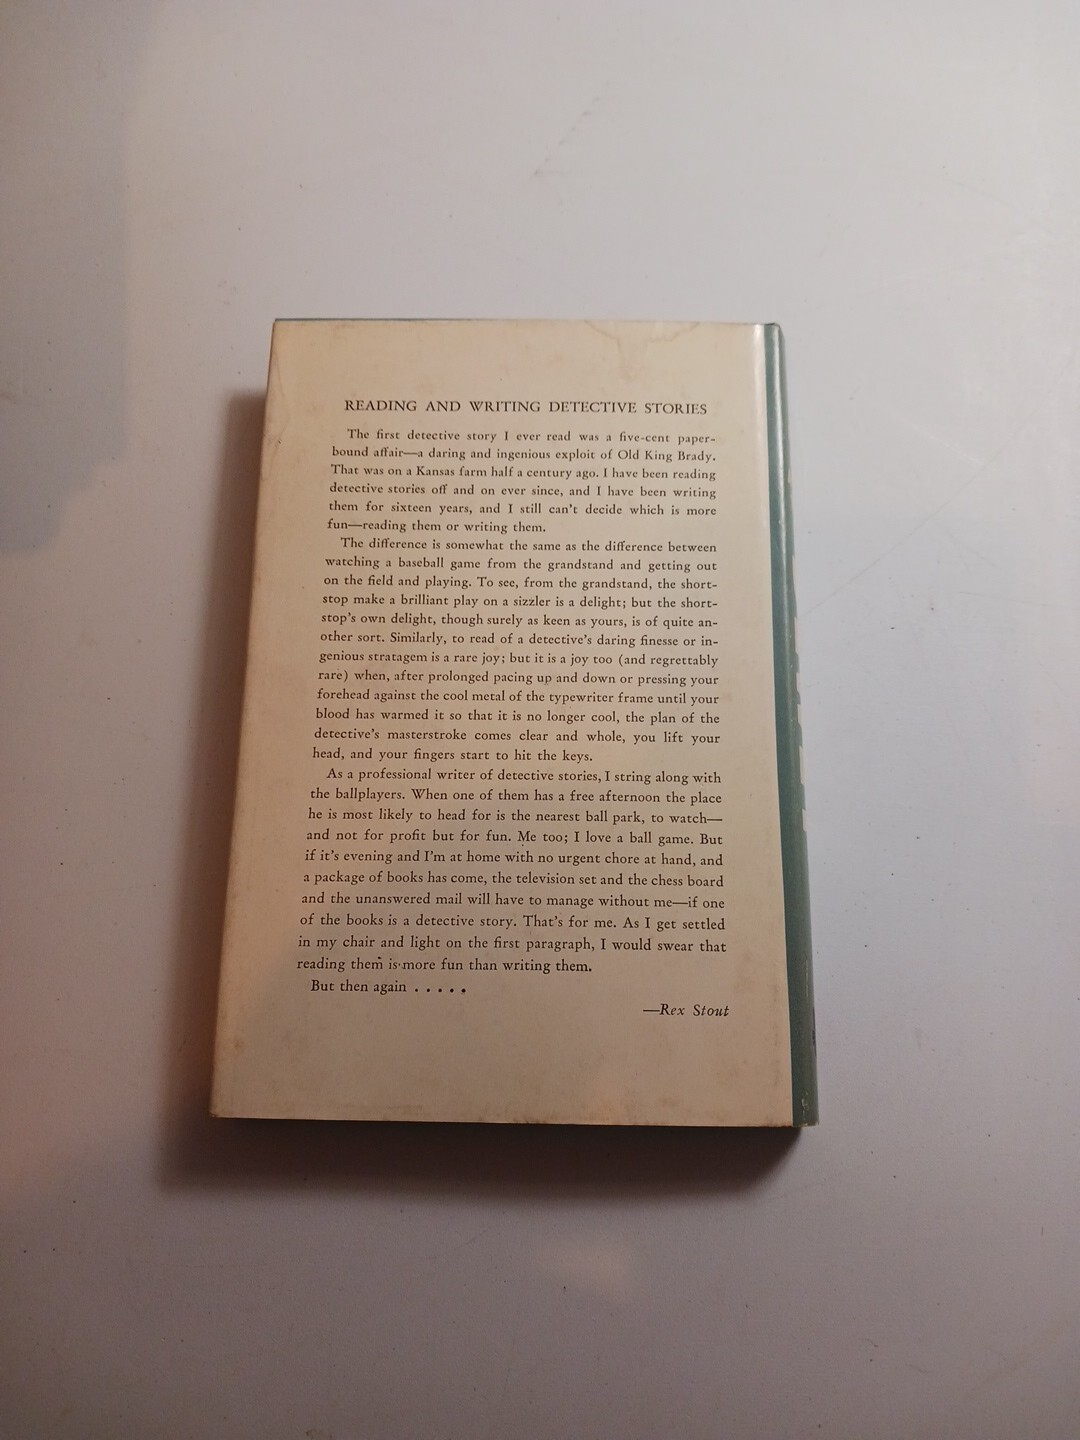 READING AND WRITING DETECTIVE STORIES
The first detective story I ever read was a five-cent paper-
bound affair—a daring and ingenious exploit of Old King Brady.
That was on a Kansas farm half a century ago. I have been reading
detective stories off and on ever since, and I have been writing
them for sixteen years, and I still can't decide which is more
fun—reading them or writing them.
The difference is somewhat the same as the difference between
watching a baseball game from the grandstand and getting out
on the field and playing. To see, from the grandstand, the short-
stop make a brilliant play on a sizzler is a delight; but the short-
stop's own delight, though surely as keen as yours, is of quite an-
other sort. Similarly, to read of a detective's daring finesse or in-
genious stratagem is a rare joy; but it is a joy too (and regrettably
rare) when, after prolonged pacing up and down or pressing your
forehead against the cool metal of the typewriter frame until your
blood has warmed it so that it is no longer cool, the plan of the
detective's masterstroke comes clear and whole, you lift your
head, and your fingers start to hit the keys.
As a professional writer of detective stories, I string along with
the ballplayers. When one of them has a free afternoon the place
he is most likely to head for is the nearest ball park, to watch—
and not for profit but for fun. Me too; I love a ball game. But
if it's evening and I'm at home with no urgent chore at hand, and
a package of books has come, the television set and the chess board
and the unanswered mail will have to manage without me—if one
of the books is a detective story. That's for me. As I get settled
in my chair and light on the first paragraph, I would swear that
reading them is more fun than writing them.
But then again . . . . .
—Rex Stout